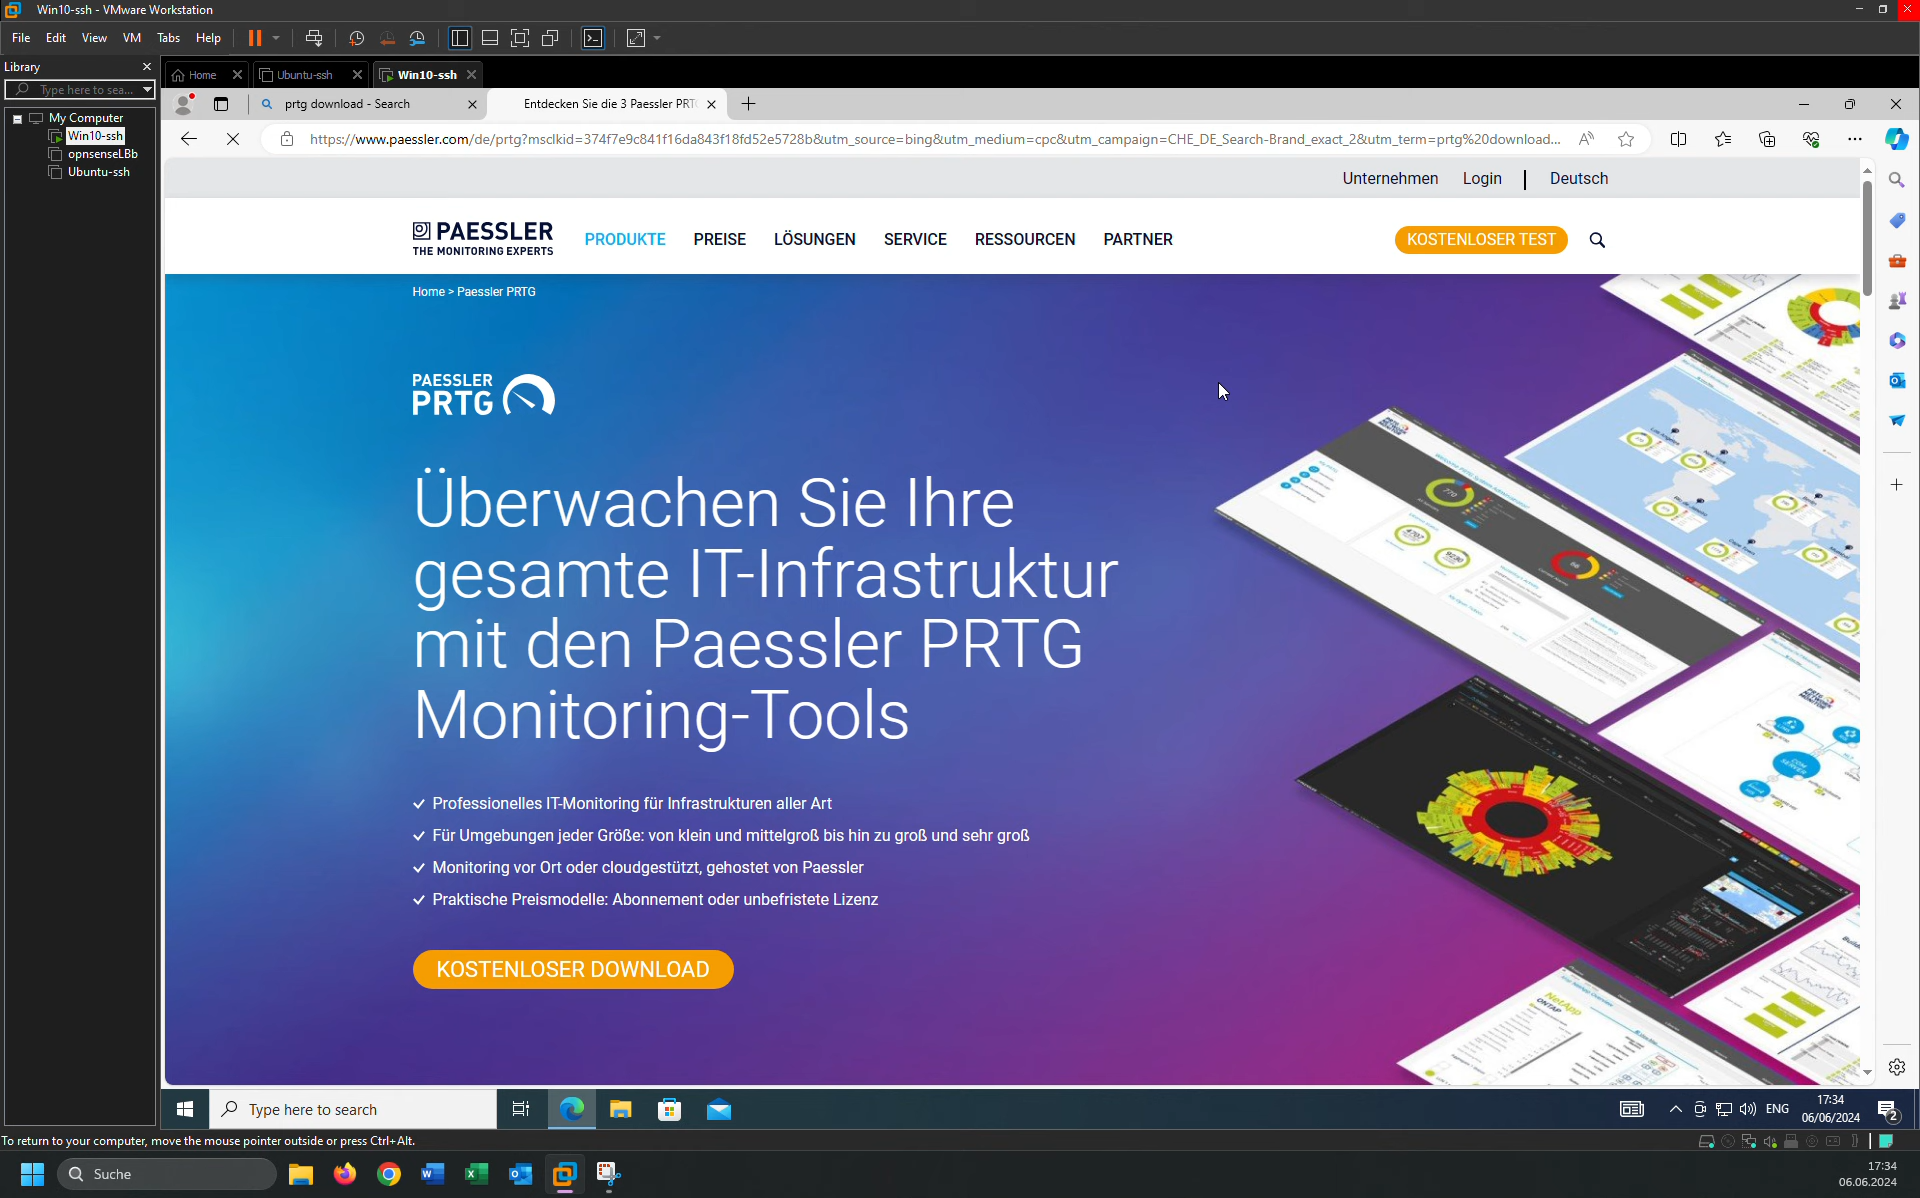 Win10-ssh - VMware Workstation
File Edit View VM Tabs Help
Library
Type here to sea...
My Computer
Win10-ssh
opnsenseLBb
Ubuntu-ssh
Home
Ubuntu-ssh
Win10-ssh
prtg download - Search
Entdecken Sie die 3 Paessler PRT
https://www.paessler.com/de/prtg?msclkid=374f7e9c841f16da843f18fd52e5728b&utm_source=bing&utm_medium=cpc&utm_campaign=CHE_DE_Search-Brand_exact_2&utm_term=prtg%20download...
Unternehmen Login | Deutsch
PAESSLER
THE MONITORING EXPERTS
PRODUKTE PREISE LÖSUNGEN SERVICE RESSOURCEN PARTNER
KOSTENLOSER TEST
Home > Paessler PRTG
PAESSLER
PRTG
Überwachen Sie Ihre
gesamte IT-Infrastruktur
mit den Paessler PRTG
Monitoring-Tools
Professionelles IT-Monitoring für Infrastrukturen aller Art
Für Umgebungen jeder Größe: von klein und mittelgroß bis hin zu groß und sehr groß
Monitoring vor Ort oder cloudgestützt, gehostet von Paessler
Praktische Preismodelle: Abonnement oder unbefristete Lizenz
KOSTENLOSER DOWNLOAD
NetApp
ONTAP
Type here to search
ENG
17:34
06/06/2024
2
To return to your computer, move the mouse pointer outside or press Ctrl+Alt.
Suche
17:34
06.06.2024